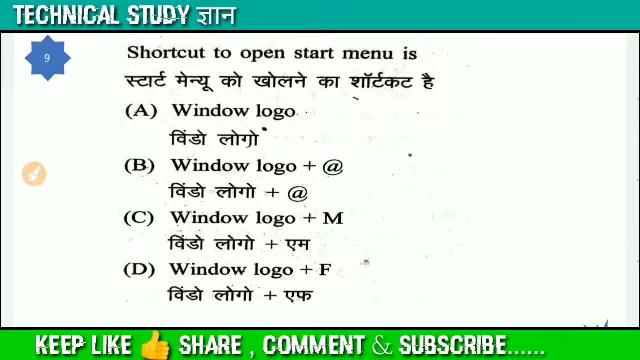 TECHNICAL STUDY ज्ञान
9
Shortcut to open start menu is
स्टार्ट मेन्यू को खोलने का शॉर्टकट है
(A) Window logo
विंडो लोगो
(B) Window logo + @
विंडो लोगो + @
(C) Window logo + M
विंडो लोगो + एम
(D) Window logo + F
विंडो लोगो + एफ
KEEP LIKE 👍 SHARE , COMMENT & SUBSCRIBE......